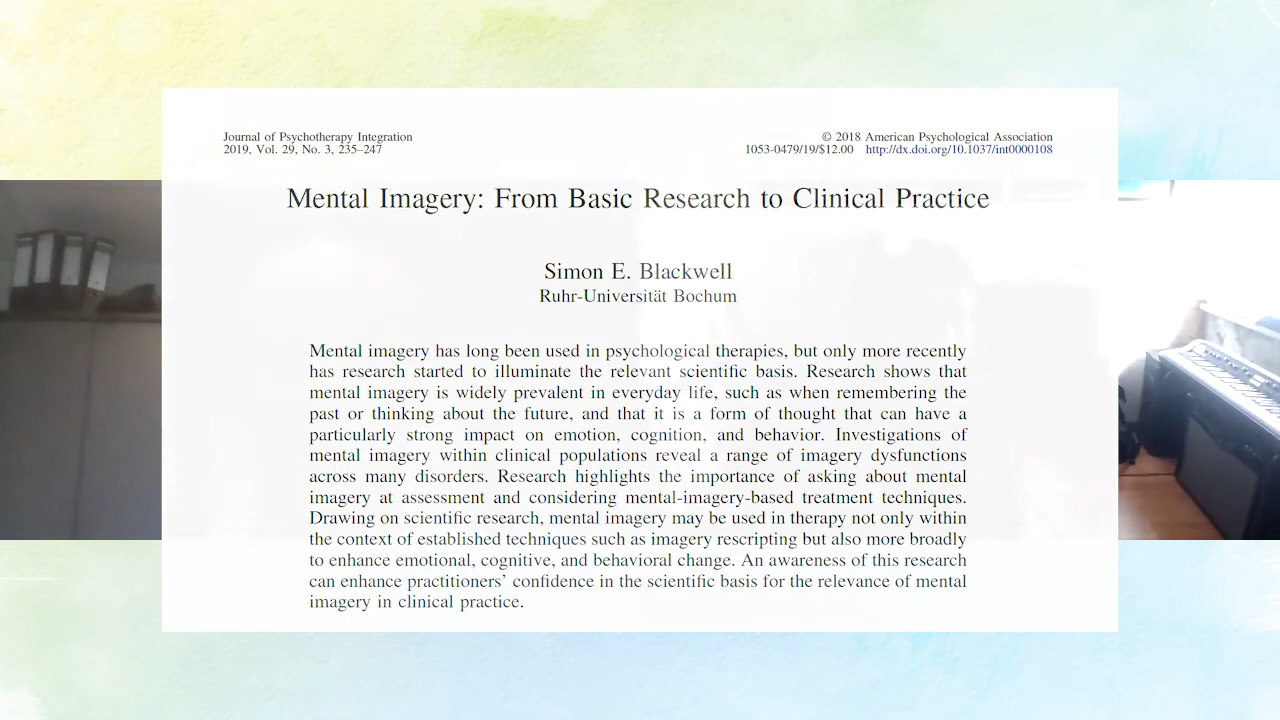 Journal of Psychotherapy Integration
2019, Vol. 29, No. 3, 235–247
© 2018 American Psychological Association
1053-0479/19/$12.00 http://dx.doi.org/10.1037/int0000108
Mental Imagery: From Basic Research to Clinical Practice
Simon E. Blackwell
Ruhr-Universität Bochum
Mental imagery has long been used in psychological therapies, but only more recently
has research started to illuminate the relevant scientific basis. Research shows that
mental imagery is widely prevalent in everyday life, such as when remembering the
past or thinking about the future, and that it is a form of thought that can have a
particularly strong impact on emotion, cognition, and behavior. Investigations of
mental imagery within clinical populations reveal a range of imagery dysfunctions
across many disorders. Research highlights the importance of asking about mental
imagery at assessment and considering mental-imagery-based treatment techniques.
Drawing on scientific research, mental imagery may be used in therapy not only within
the context of established techniques such as imagery rescripting but also more broadly
to enhance emotional, cognitive, and behavioral change. An awareness of this research
can enhance practitioners’ confidence in the scientific basis for the relevance of mental
imagery in clinical practice.